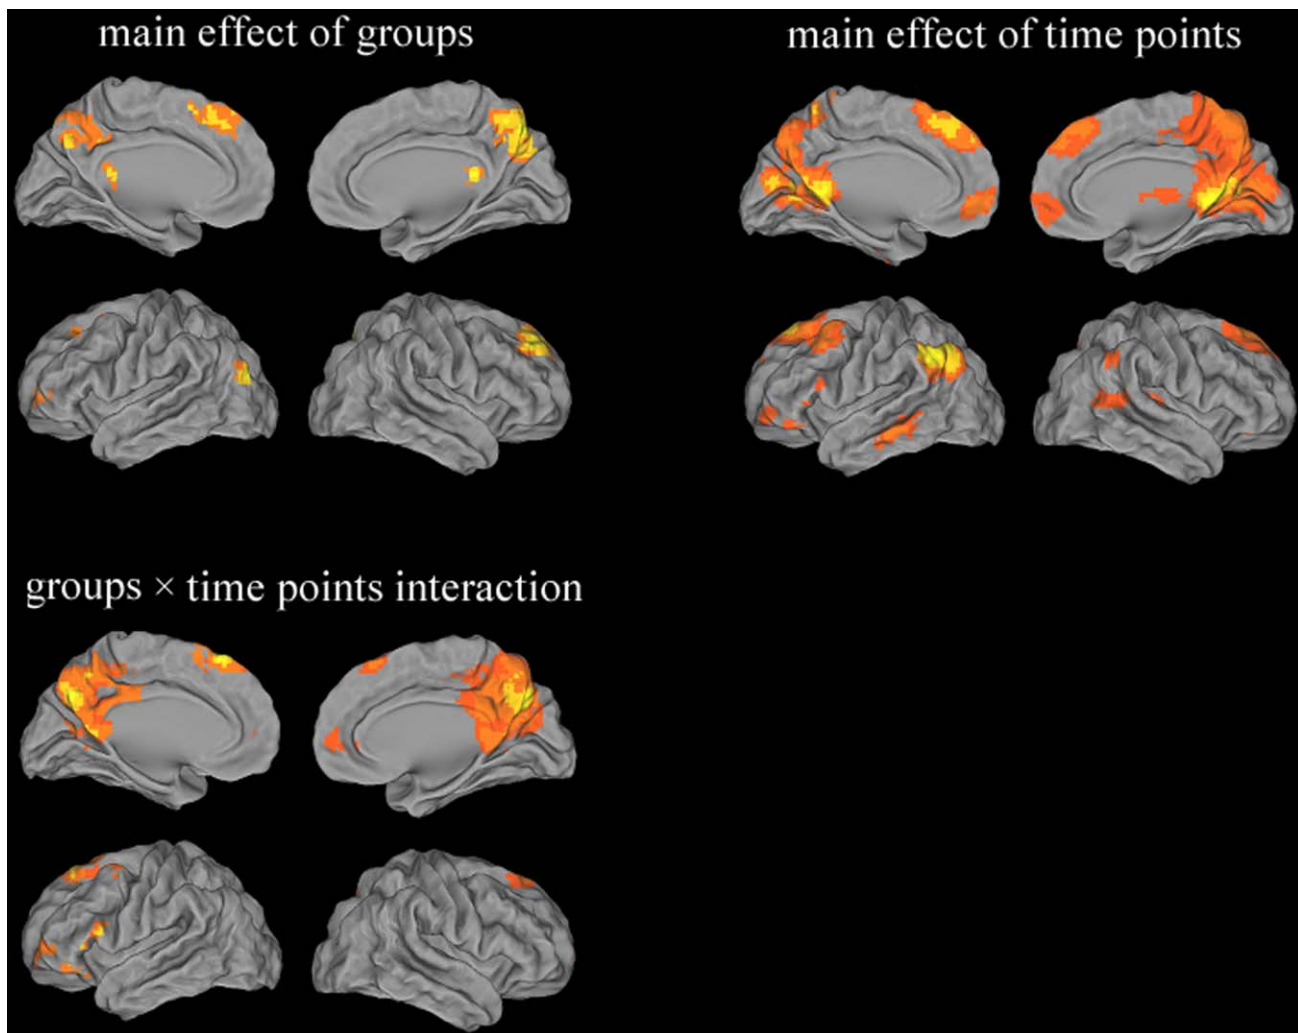 main effect of groups
main effect of time points
groups × time points interaction